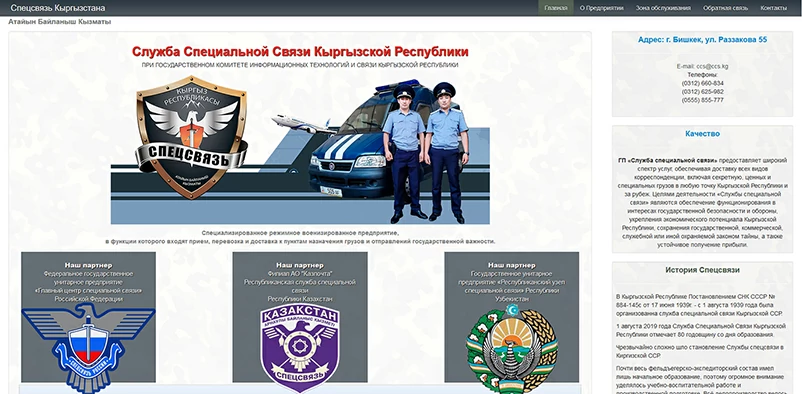 Спецсвязь Кыргызстана
Главная
О Предприятии
Зона обслуживания
Обратная связь
Контакты
Атайын Байланыш Кызматы
Служба Специальной Связи Кыргызской Республики
ПРИ ГОСУДАРСТВЕННОМ КОМИТЕТЕ ИНФОРМАЦИОННЫХ ТЕХНОЛОГИЙ И СВЯЗИ КЫРГЫЗСКОЙ РЕСПУБЛИКИ
КЫРГЫЗ
РЕСПУБЛИКАСЫ
СПЕЦСВЯЗЬ
АТАЙЫН БАЙЛАНЫШ
КЫЗМАТЫ
Специализированное режимное военизированное предприятие,
в функции которого входят прием, перевозка и доставка к пунктам назначения грузов и отправлений государственной важности.
Наш партнер
Федеральное государственное
унитарное предприятие
«Главный центр специальной связи»
Российской Федерации
Наш партнер
Филиал АО "Казпочта"
Республиканская служба специальной
связи
Республики Казахстан
КАЗАКСТАН
СПЕЦСВЯЗЬ
Наш партнер
Государственное унитарное
предприятие «Республиканский узел
специальной связи» Республики
Узбекистан
Адрес: г. Бишкек, ул. Раззакова 55
E-mail: ccs@ccs.kg
Телефоны:
(0312) 660-834
(0312) 625-982
(0555) 855-777
Качество
ГП «Служба специальной связи» предоставляет широкий
спектр услуг, обеспечивая доставку всех видов
корреспонденции, включая секретную, ценных и
специальных грузов в любую точку Кыргызской Республики и
за рубеж. Целями деятельности «Службы специальной
связи» являются обеспечение функционирования в
интересах государственной безопасности и обороны,
укрепления экономического потенциала Кыргызской
Республики, сохранения государственной, коммерческой,
служебной или иной охраняемой законом тайны, а также
устойчивое получение прибыли.
История Спецсвязи
В Кыргызской Республике Постановлением СНК СССР №
884-145с от 17 июня 1939г. - с 1 августа 1939 года была
организованна служба специальной связи Кыргызской ССР.
1 августа 2019 года Служба Специальной Связи Кыргызской
Республики отмечает 80 годовщину со дня образования.
Чрезвычайно сложно шло становление Службы спецсвязи в
Киргизской ССР.
Почти весь фельдъегерско-экспедиторский состав имел
лишь начальное образование, поэтому огромное внимание
уделялось учебно-воспитательной работе и